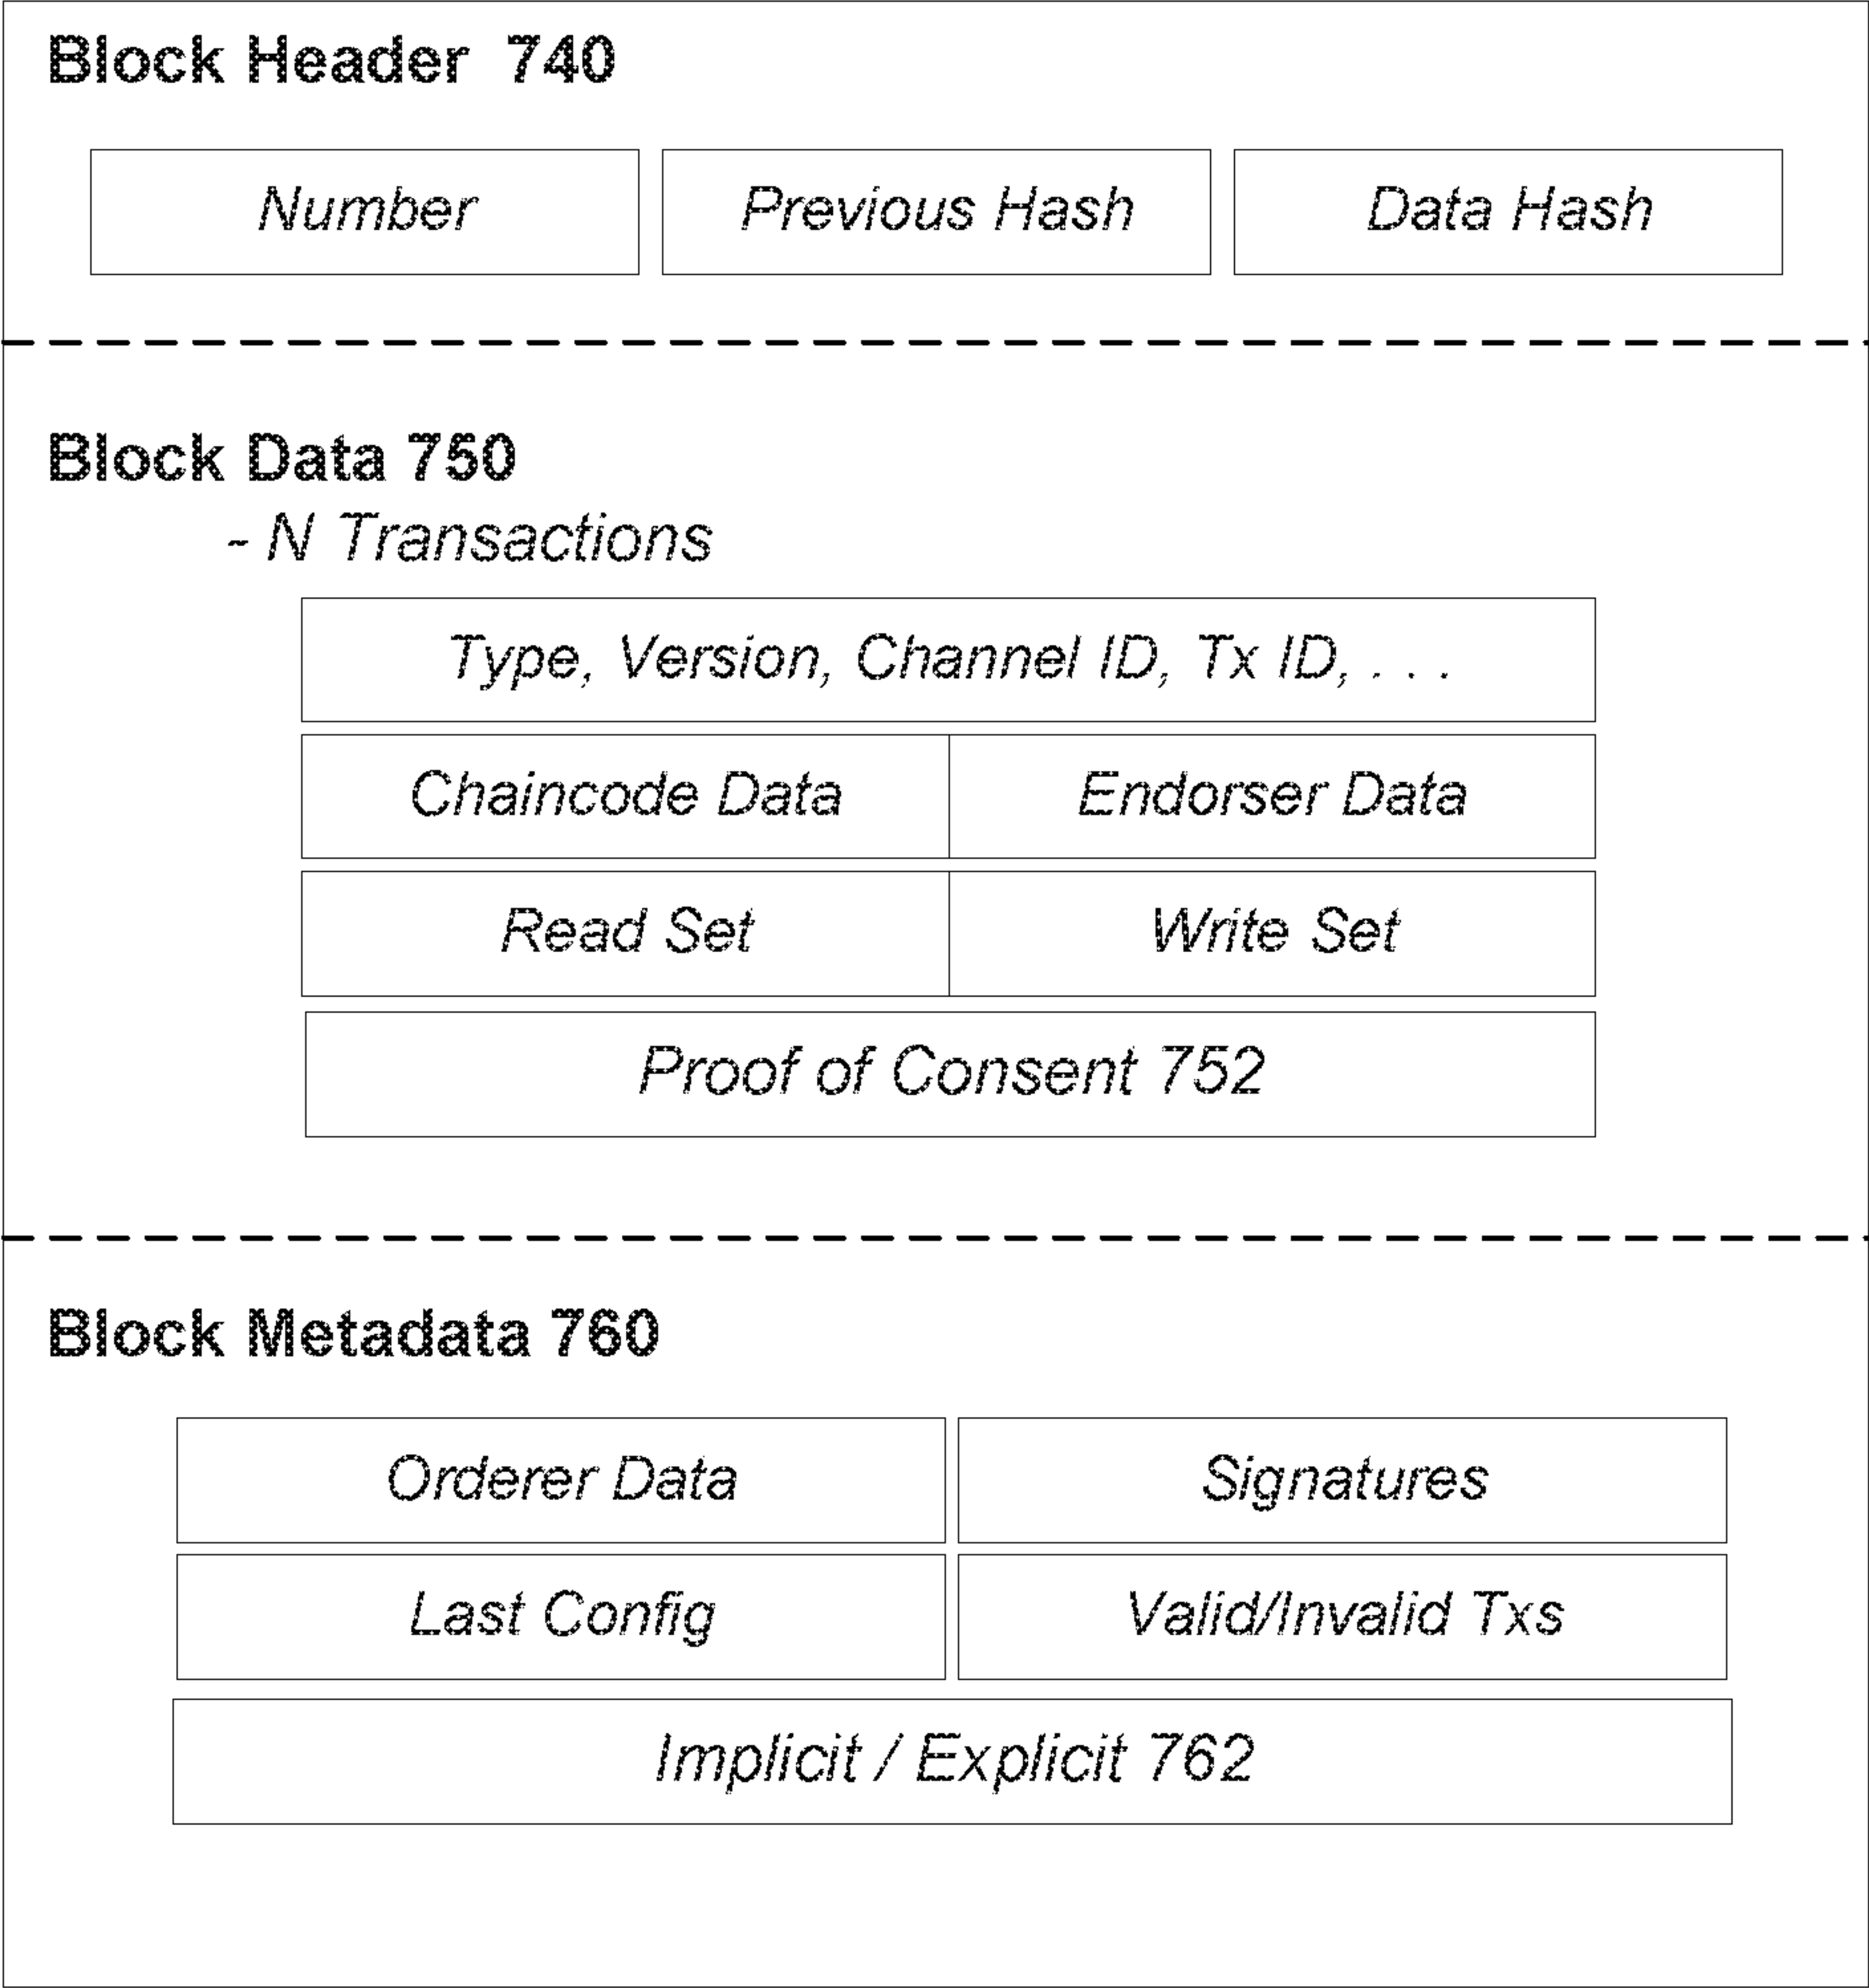 Block Header 740
Number Previous Hash Data Hash
Block Data 750
- N Transactions
Type, Version, Channel ID, Tx ID, . . .
Chaincode Data Endorser Data
Read Set Write Set
Proof of Consent 752
Block Metadata 760
Orderer Data Signatures
Last Config Valid/Invalid Txs
Implicit / Explicit 762